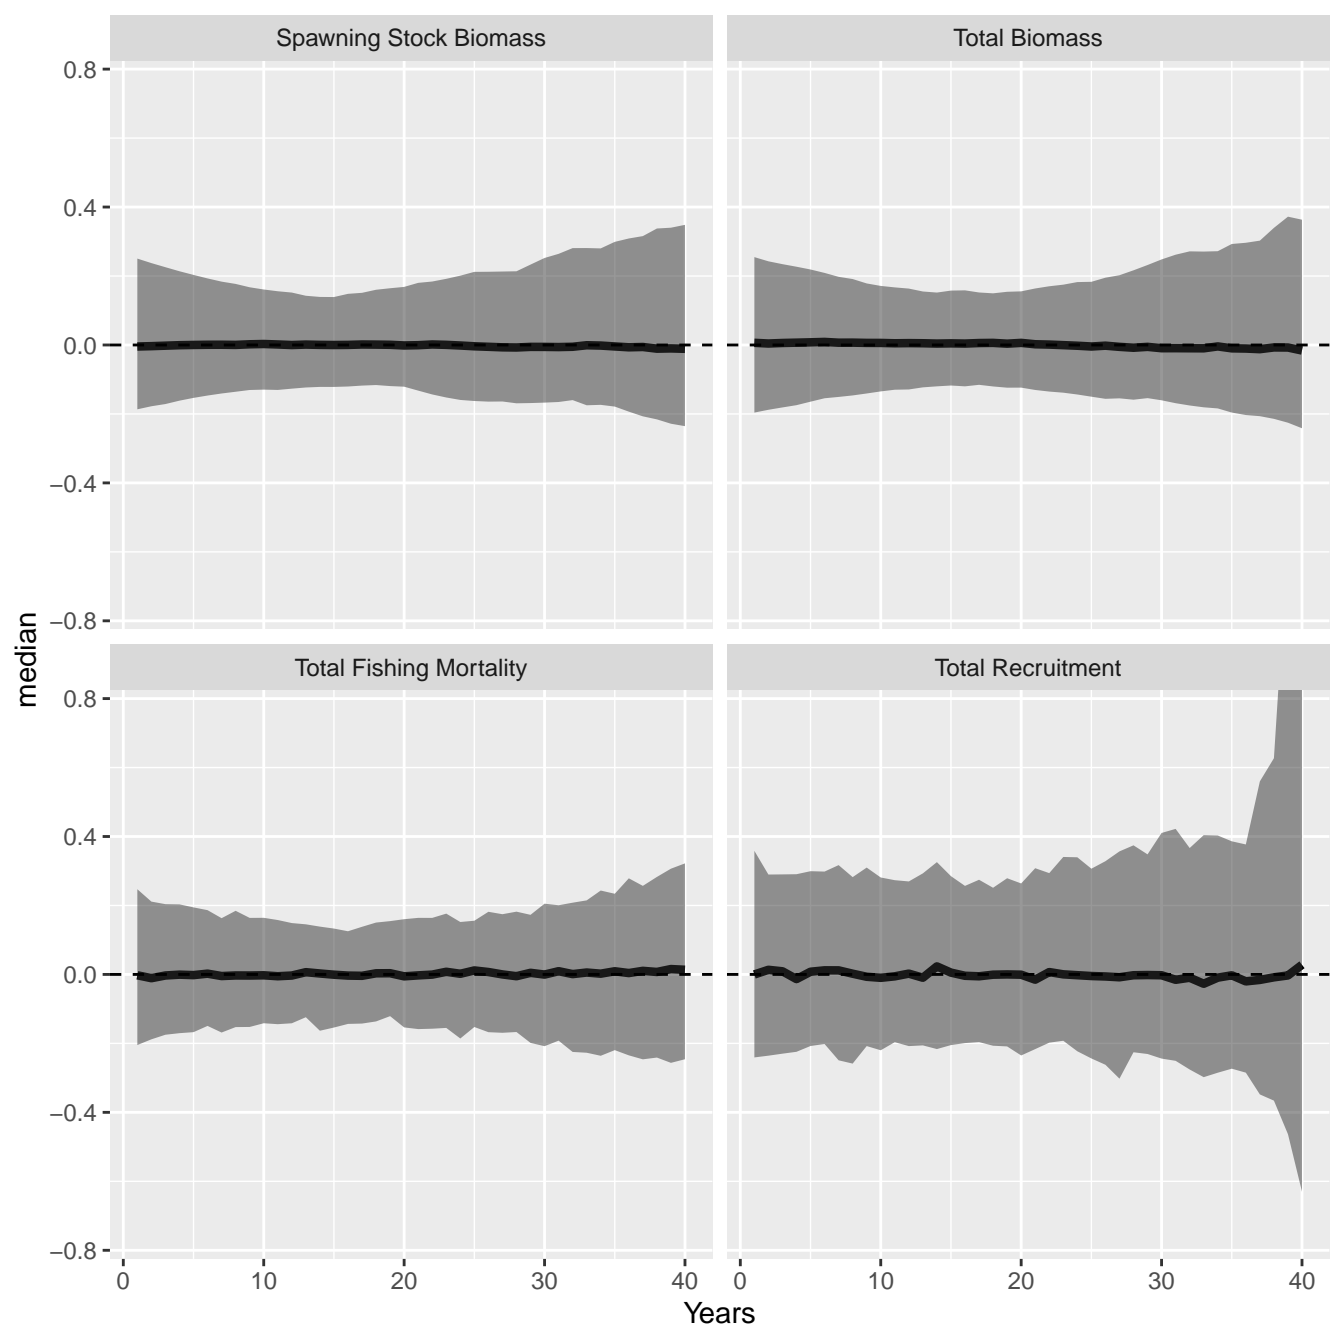 Spawning Stock Biomass
Total Biomass
0.8
0.4
0.0
−0.4
−0.8
median
Total Fishing Mortality
Total Recruitment
0.8
0.4
0.0
−0.4
−0.8
0 10 20 30 40
0 10 20 30 40
Years